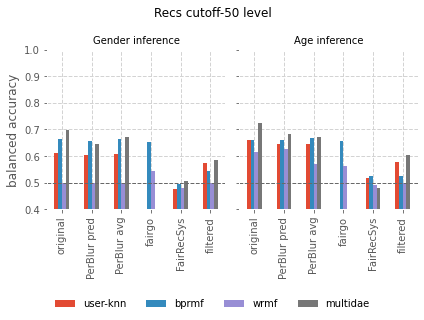 Recs cutoff-50 level
Gender inference
Age inference
balanced accuracy
1.0
0.9
0.8
0.7
0.6
0.5
0.4
original
PerBlur pred
PerBlur avg
fairgo
FairRecSys
filtered
original
PerBlur pred
PerBlur avg
fairgo
FairRecSys
filtered
user-knn
bprmf
wrmf
multidae